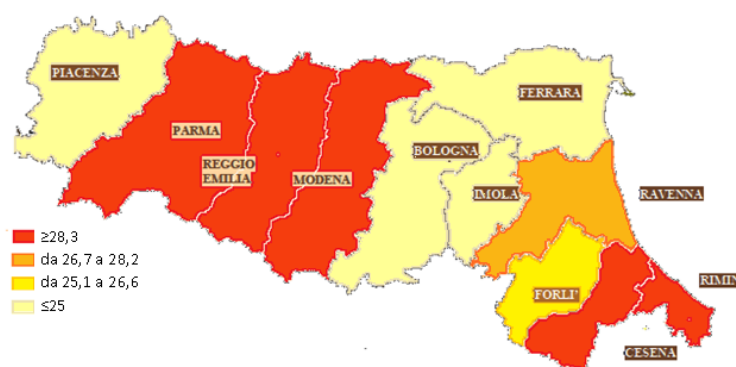 PIACENZA
FERRARA
PARMA
BOLOGNA
REGGIO
EMILIA
MODENA
IMOLA
RAVENNA
≥28,3
da 26,7 a 28,2
da 25,1 a 26,6
≤25
FORLI'
RIMIN
CESENA